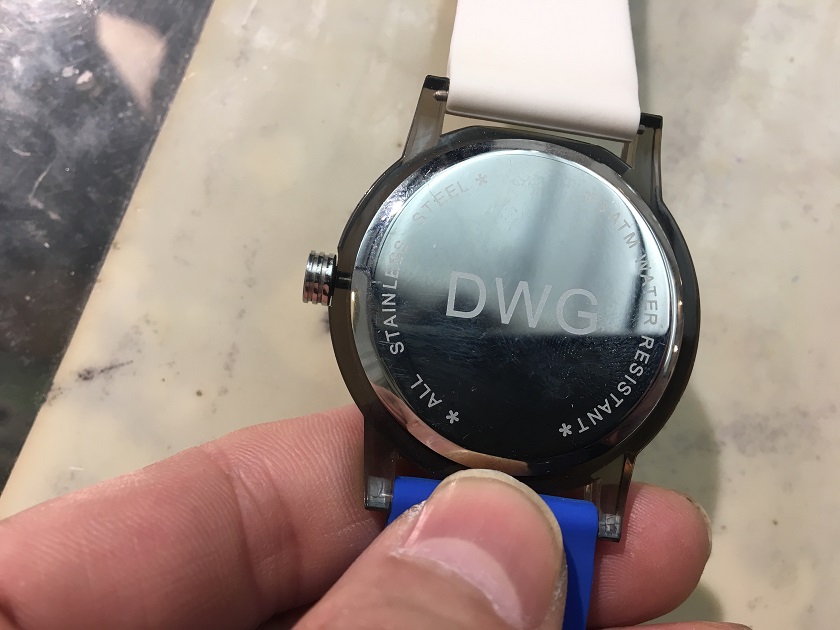 DWG
* ALL STAINLESS STEEL *
ATM WATER RESISTANT *